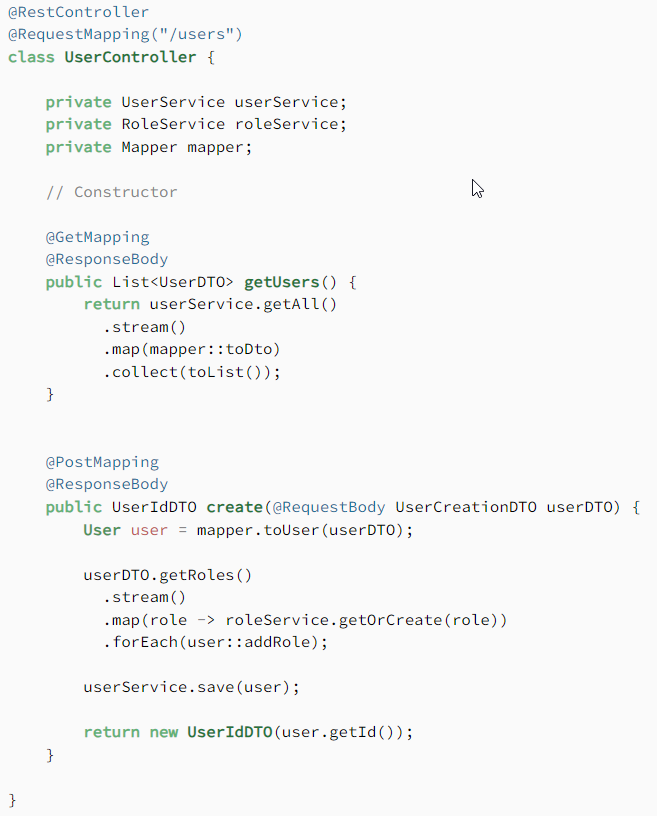 @RestController
@RequestMapping("/users")
class UserController {
    private UserService userService;
    private RoleService roleService;
    private Mapper mapper;
    // Constructor
    @GetMapping
    @ResponseBody
    public List<UserDTO> getUsers() {
        return userService.getAll()
          .stream()
          .map(mapper::toDto)
          .collect(toList());
    }
    @PostMapping
    @ResponseBody
    public UserIdDTO create(@RequestBody UserCreationDTO userDTO) {
        User user = mapper.toUser(userDTO);
        userDTO.getRoles()
          .stream()
          .map(role -> roleService.getOrCreate(role))
          .forEach(user::addRole);
        userService.save(user);
        return new UserIdDTO(user.getId());
    }
}